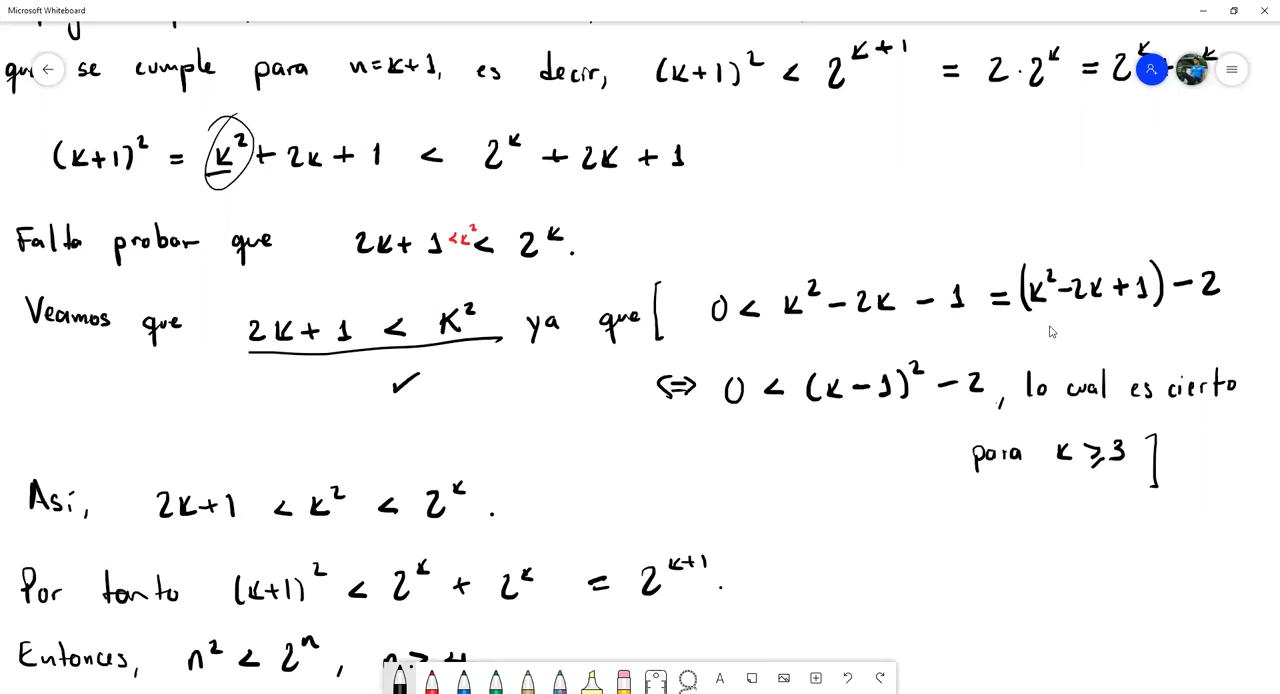 Microsoft Whiteboard
que se cumple para n=k+1, es decir, (k+1)² < 2^(k+1) = 2·2^k = 2^k + 2^k
(k+1)² = k² + 2k + 1 < 2^k + 2k + 1
Falta probar que 2k+1 <k² < 2^k.
Veamos que 2k+1 < k² ya que [ 0 < k² - 2k - 1 = (k² - 2k + 1) - 2
✓ ⇔ 0 < (k-1)² - 2, lo cual es cierto
para k ≥ 3 ]
Así, 2k+1 < k² < 2^k.
Por tanto (k+1)² < 2^k + 2^k = 2^(k+1).
Entonces, n² < 2^n,
A